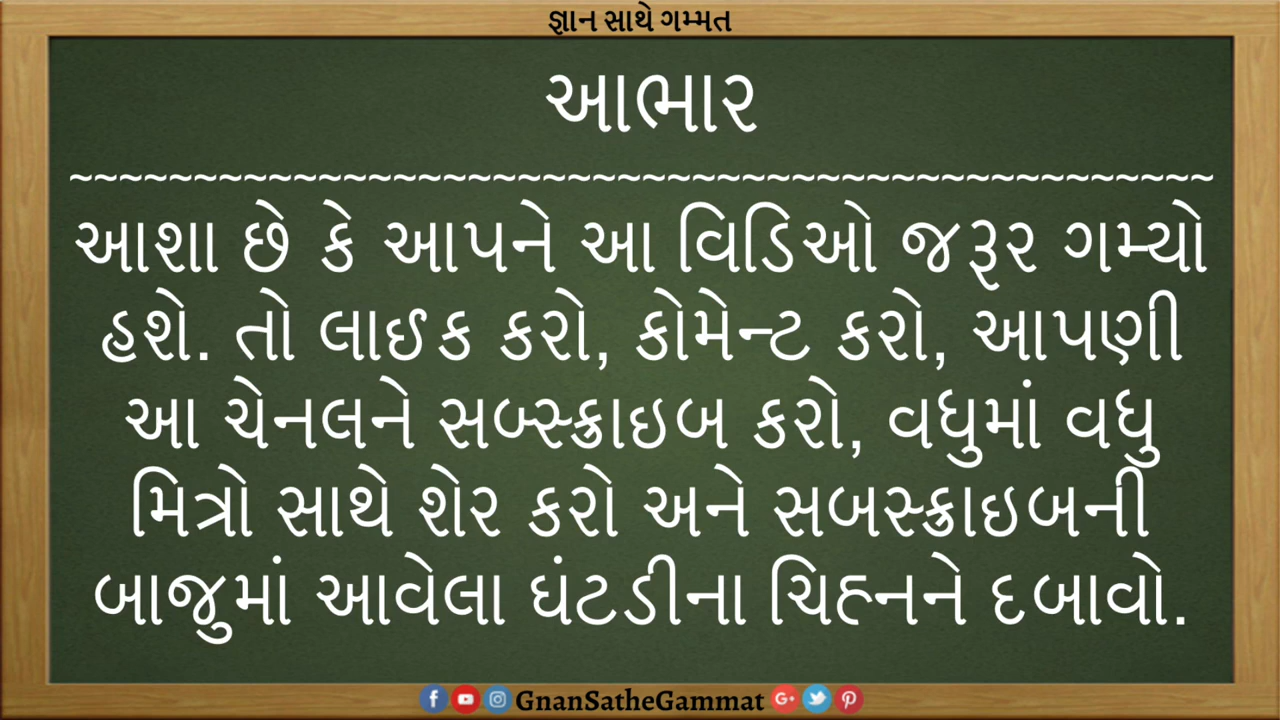 જ્ઞાન સાથે ગમ્મત
આભાર
~~~~~~~~~~~~~~~~~~~~~~~~~~~~~~~~~~~~~~~~~~~~~~
આશા છે કે આપને આ વિડિઓ જરૂર ગમ્યો
હશે. તો લાઈક કરો, કોમેન્ટ કરો, આપણી
આ ચેનલને સબ્સ્ક્રાઇબ કરો, વધુમાં વધુ
મિત્રો સાથે શેર કરો અને સબસ્ક્રાઇબની
બાજુમાં આવેલા ઘંટડીના ચિહ્નને દબાવો.
GnanSatheGammat